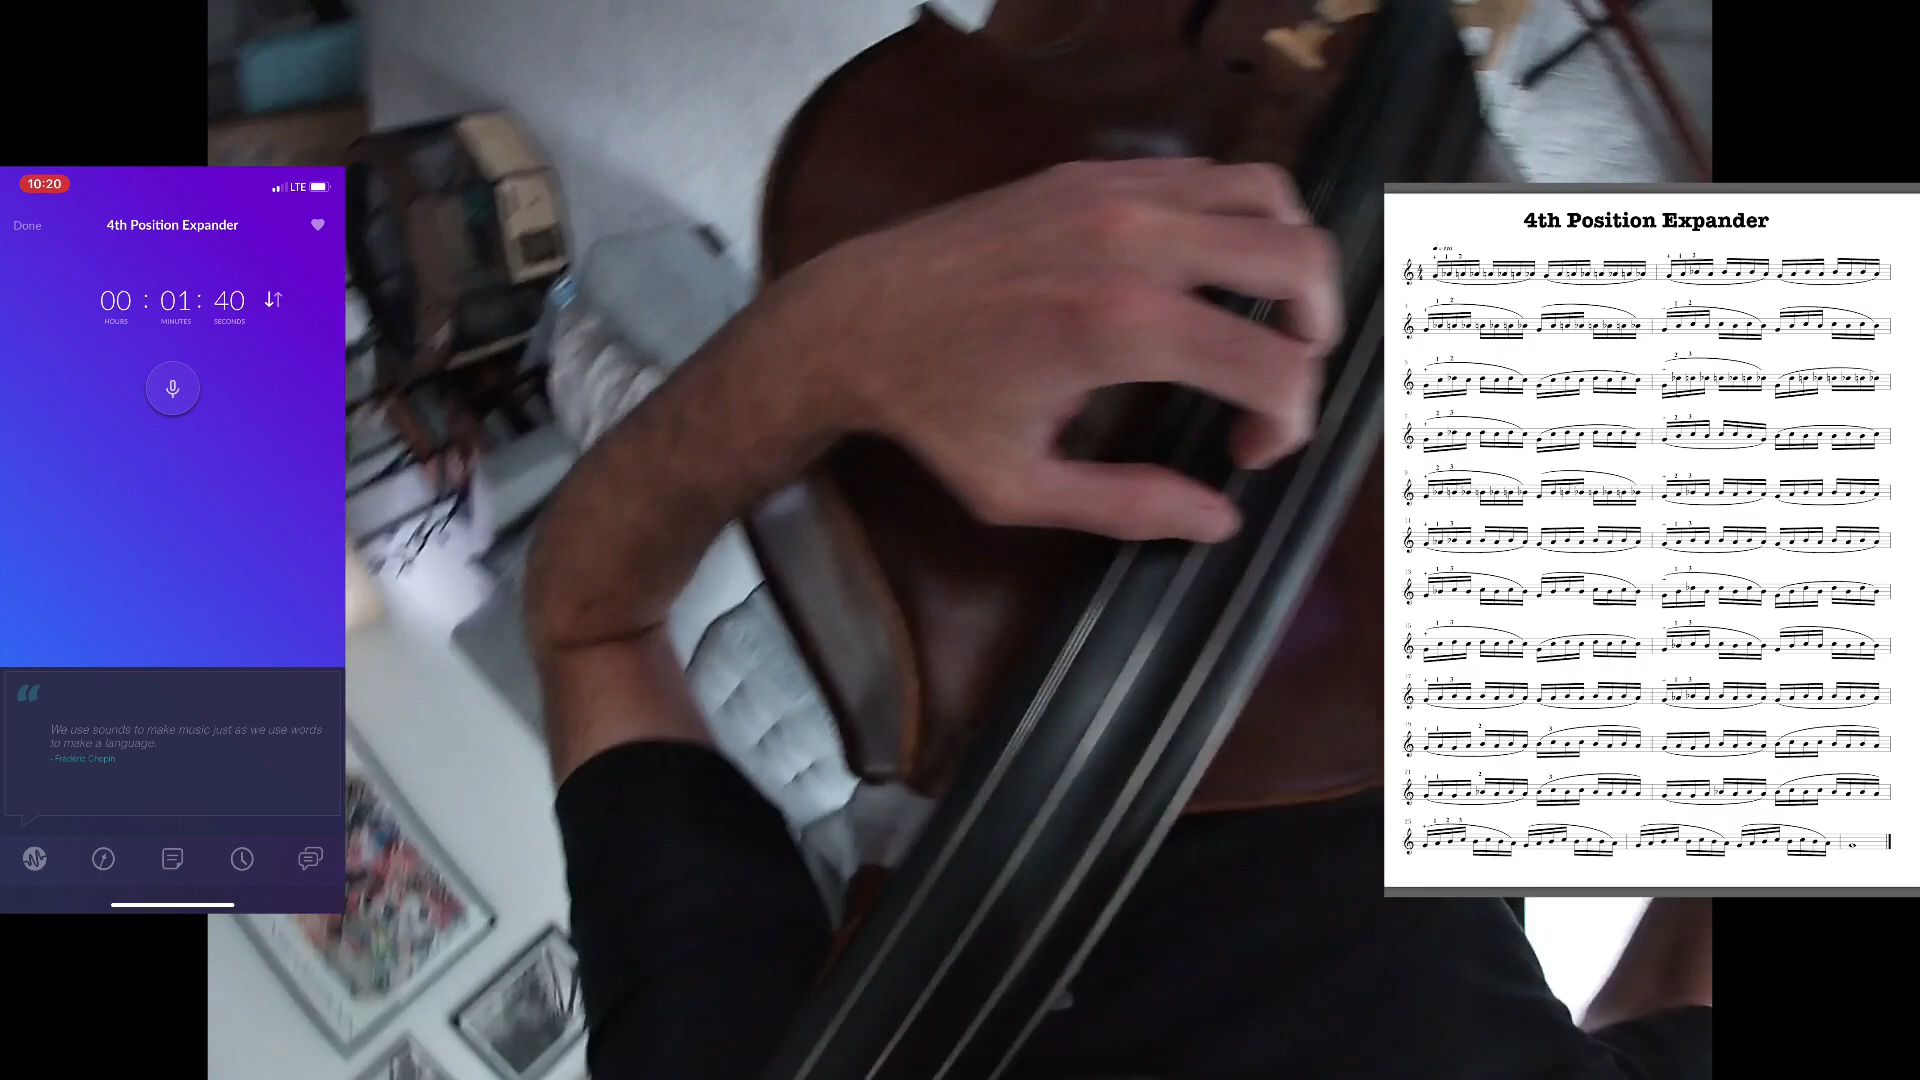 10:20
LTE
Done
4th Position Expander
00 : 01 : 40
HOURS
MINUTES
SECONDS
“
We use sounds to make music just as we use words
to make a language.
- Frédéric Chopin
4th Position Expander